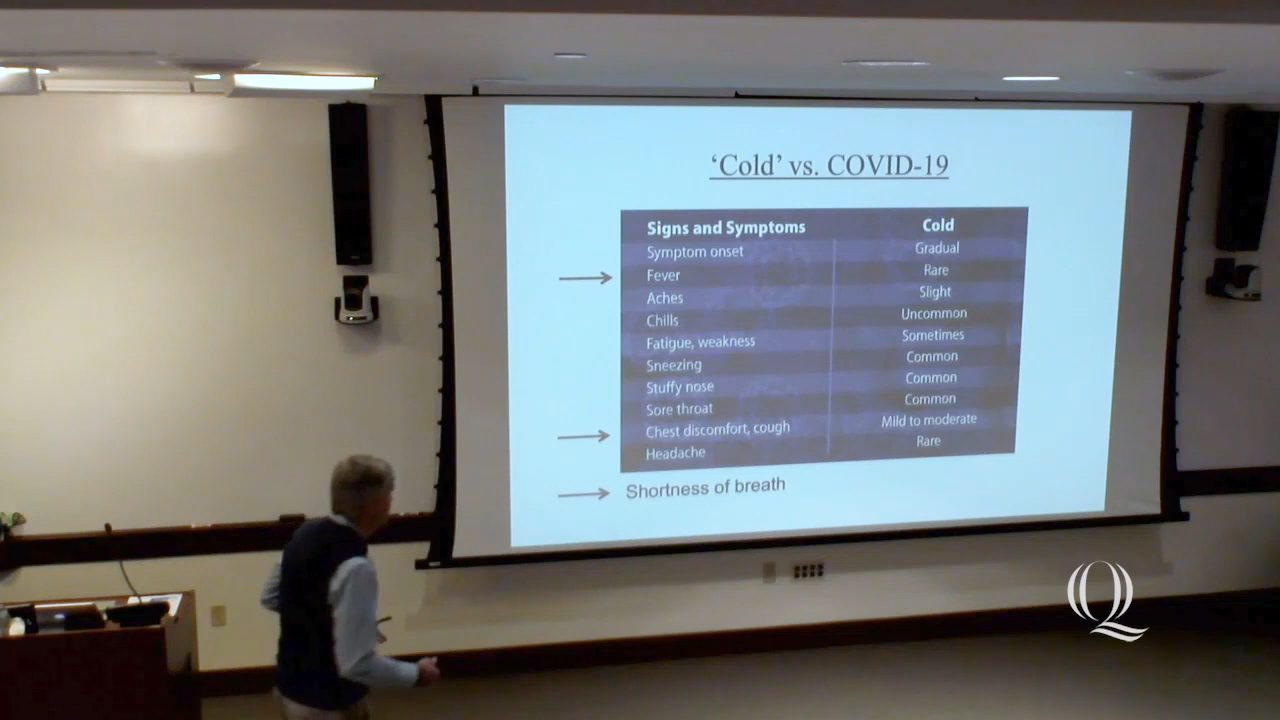 ‘Cold’ vs. COVID-19
Signs and Symptoms Cold
Symptom onset Gradual
Fever Rare
Aches Slight
Chills Uncommon
Fatigue, weakness Sometimes
Sneezing Common
Stuffy nose Common
Sore throat Common
Chest discomfort, cough Mild to moderate
Headache Rare
Shortness of breath
Q